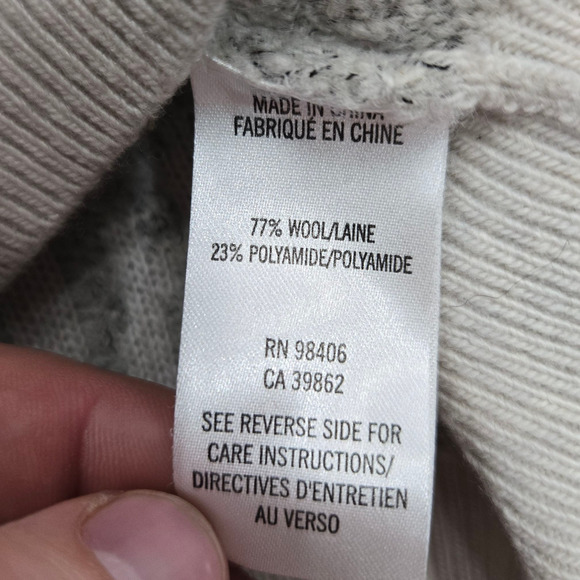 MADE IN CHINA
FABRIQUÉ EN CHINE
77% WOOL/LAINE
23% POLYAMIDE/POLYAMIDE
RN 98406
CA 39862
SEE REVERSE SIDE FOR
CARE INSTRUCTIONS/
DIRECTIVES D'ENTRETIEN
AU VERSO